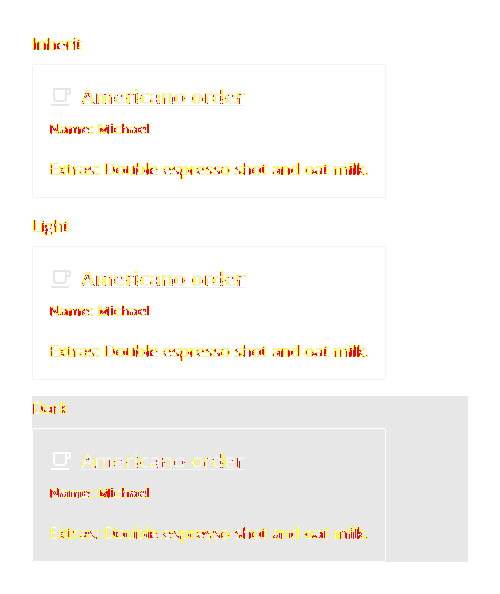 Inherit
Americano order
Name: Michael
Extras: Double espresso shot and oat milk.
Light
Americano order
Name: Michael
Extras: Double espresso shot and oat milk.
Dark
Americano order
Name: Michael
Extras: Double espresso shot and oat milk.